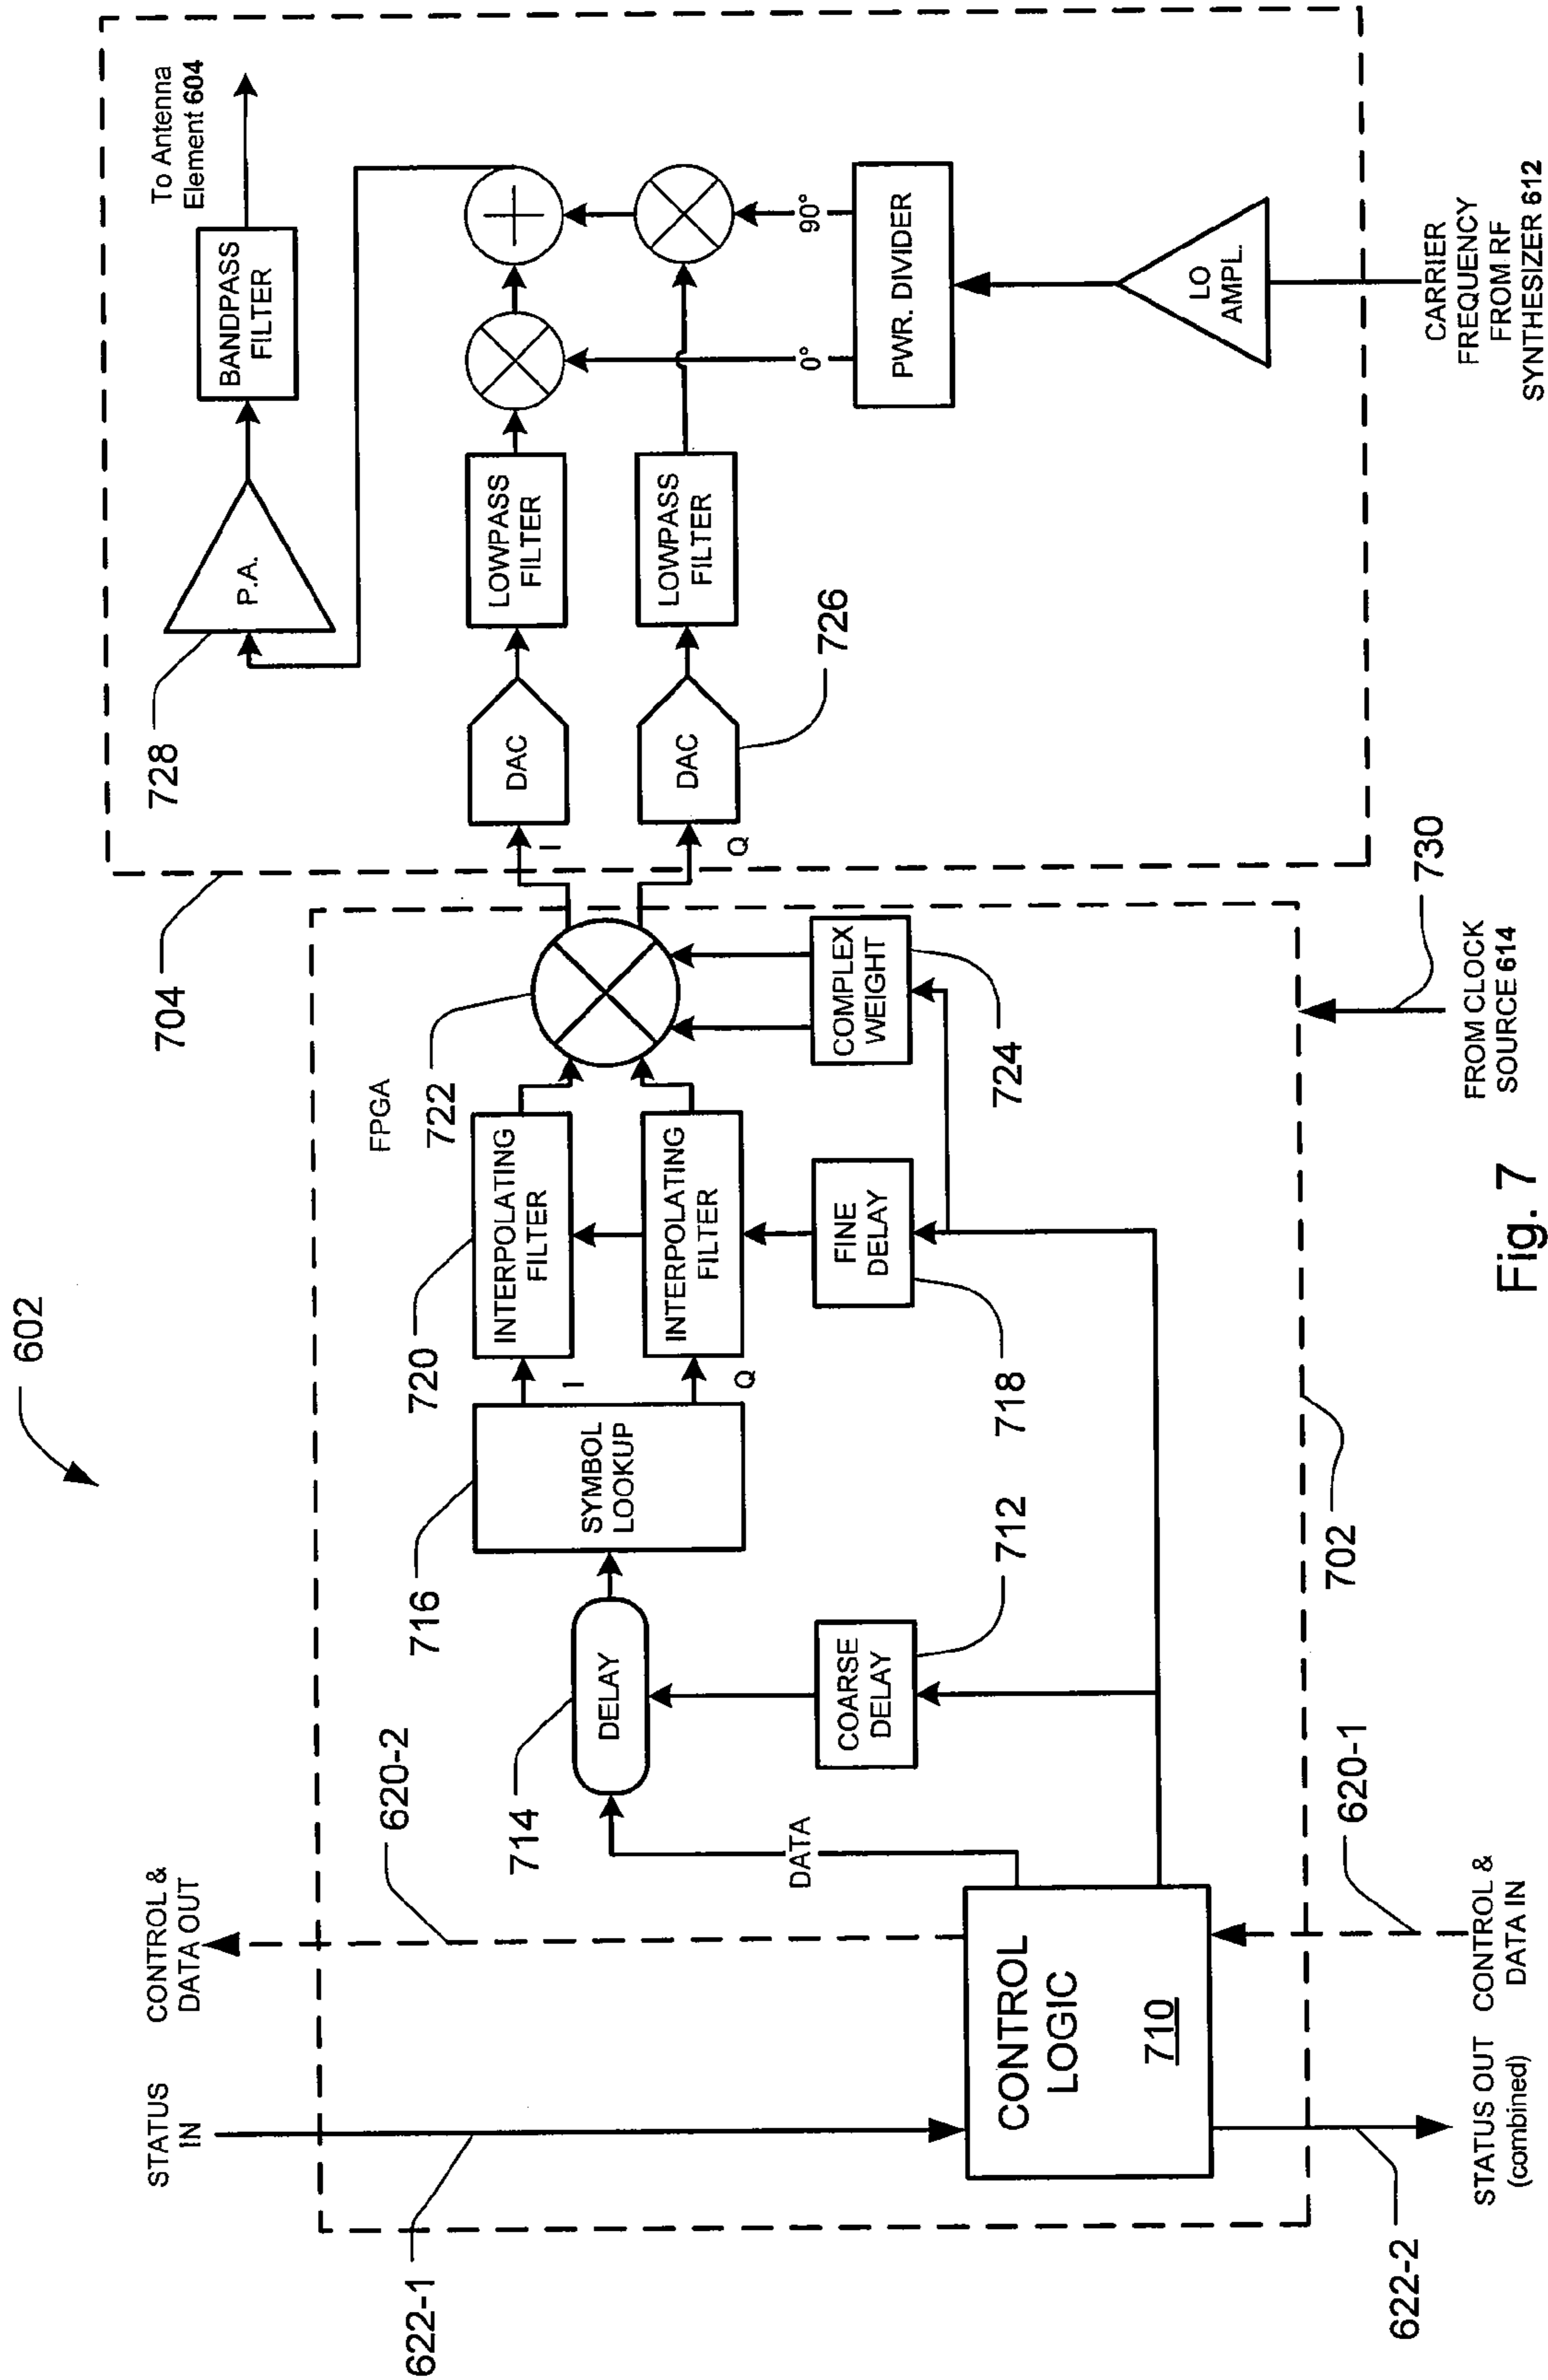 602
STATUS
IN
CONTROL &
DATA OUT
622-1
620-2
714
DELAY
DATA
716
SYMBOL
LOOKUP
I
Q
720
INTERPOLATING
FILTER
INTERPOLATING
FILTER
FPGA
722
COARSE
DELAY
712
FINE
DELAY
718
COMPLEX
WEIGHT
724
CONTROL
LOGIC
710
702
622-2
STATUS OUT
(combined)
CONTROL &
DATA IN
620-1
FROM CLOCK
SOURCE 614
730
704
728
P.A.
BANDPASS
FILTER
To Antenna
Element 604
I
DAC
LOWPASS
FILTER
Q
DAC
726
LOWPASS
FILTER
0°
90°
PWR. DIVIDER
LO
AMPL.
CARRIER
FREQUENCY
FROM RF
SYNTHESIZER 612
Fig. 7